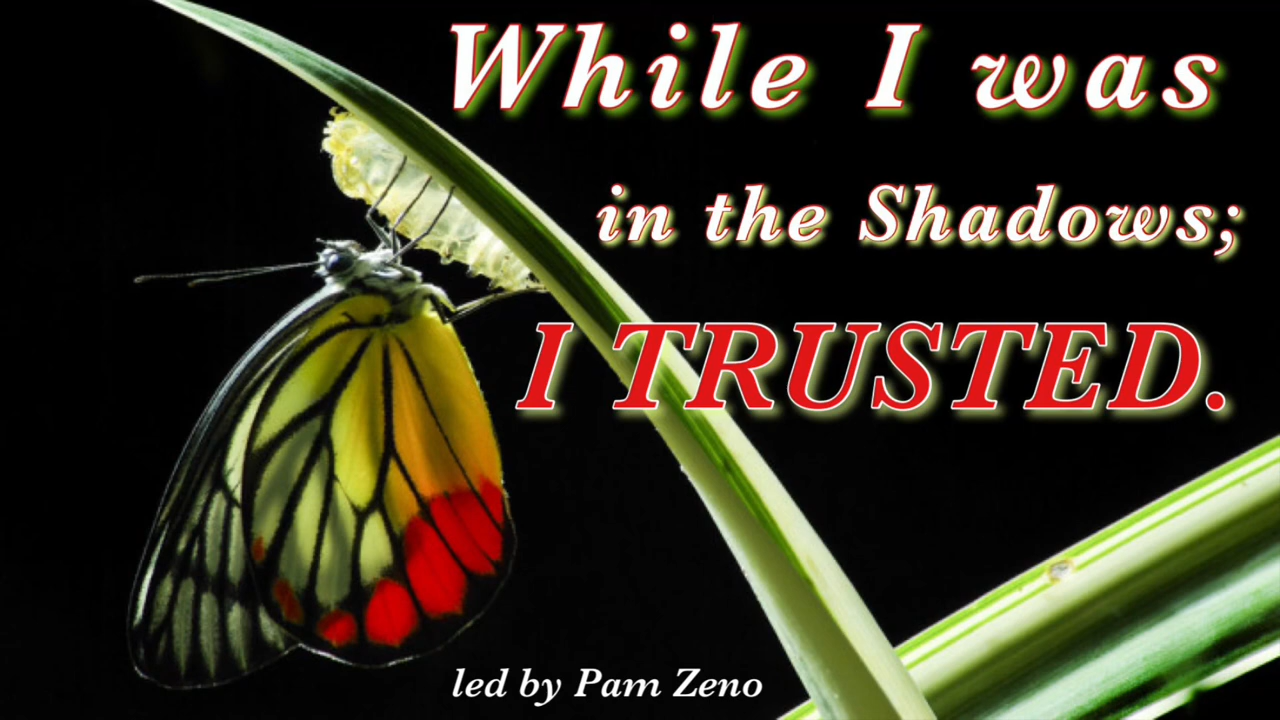 While I was
in the Shadows;
I TRUSTED.
led by Pam Zeno